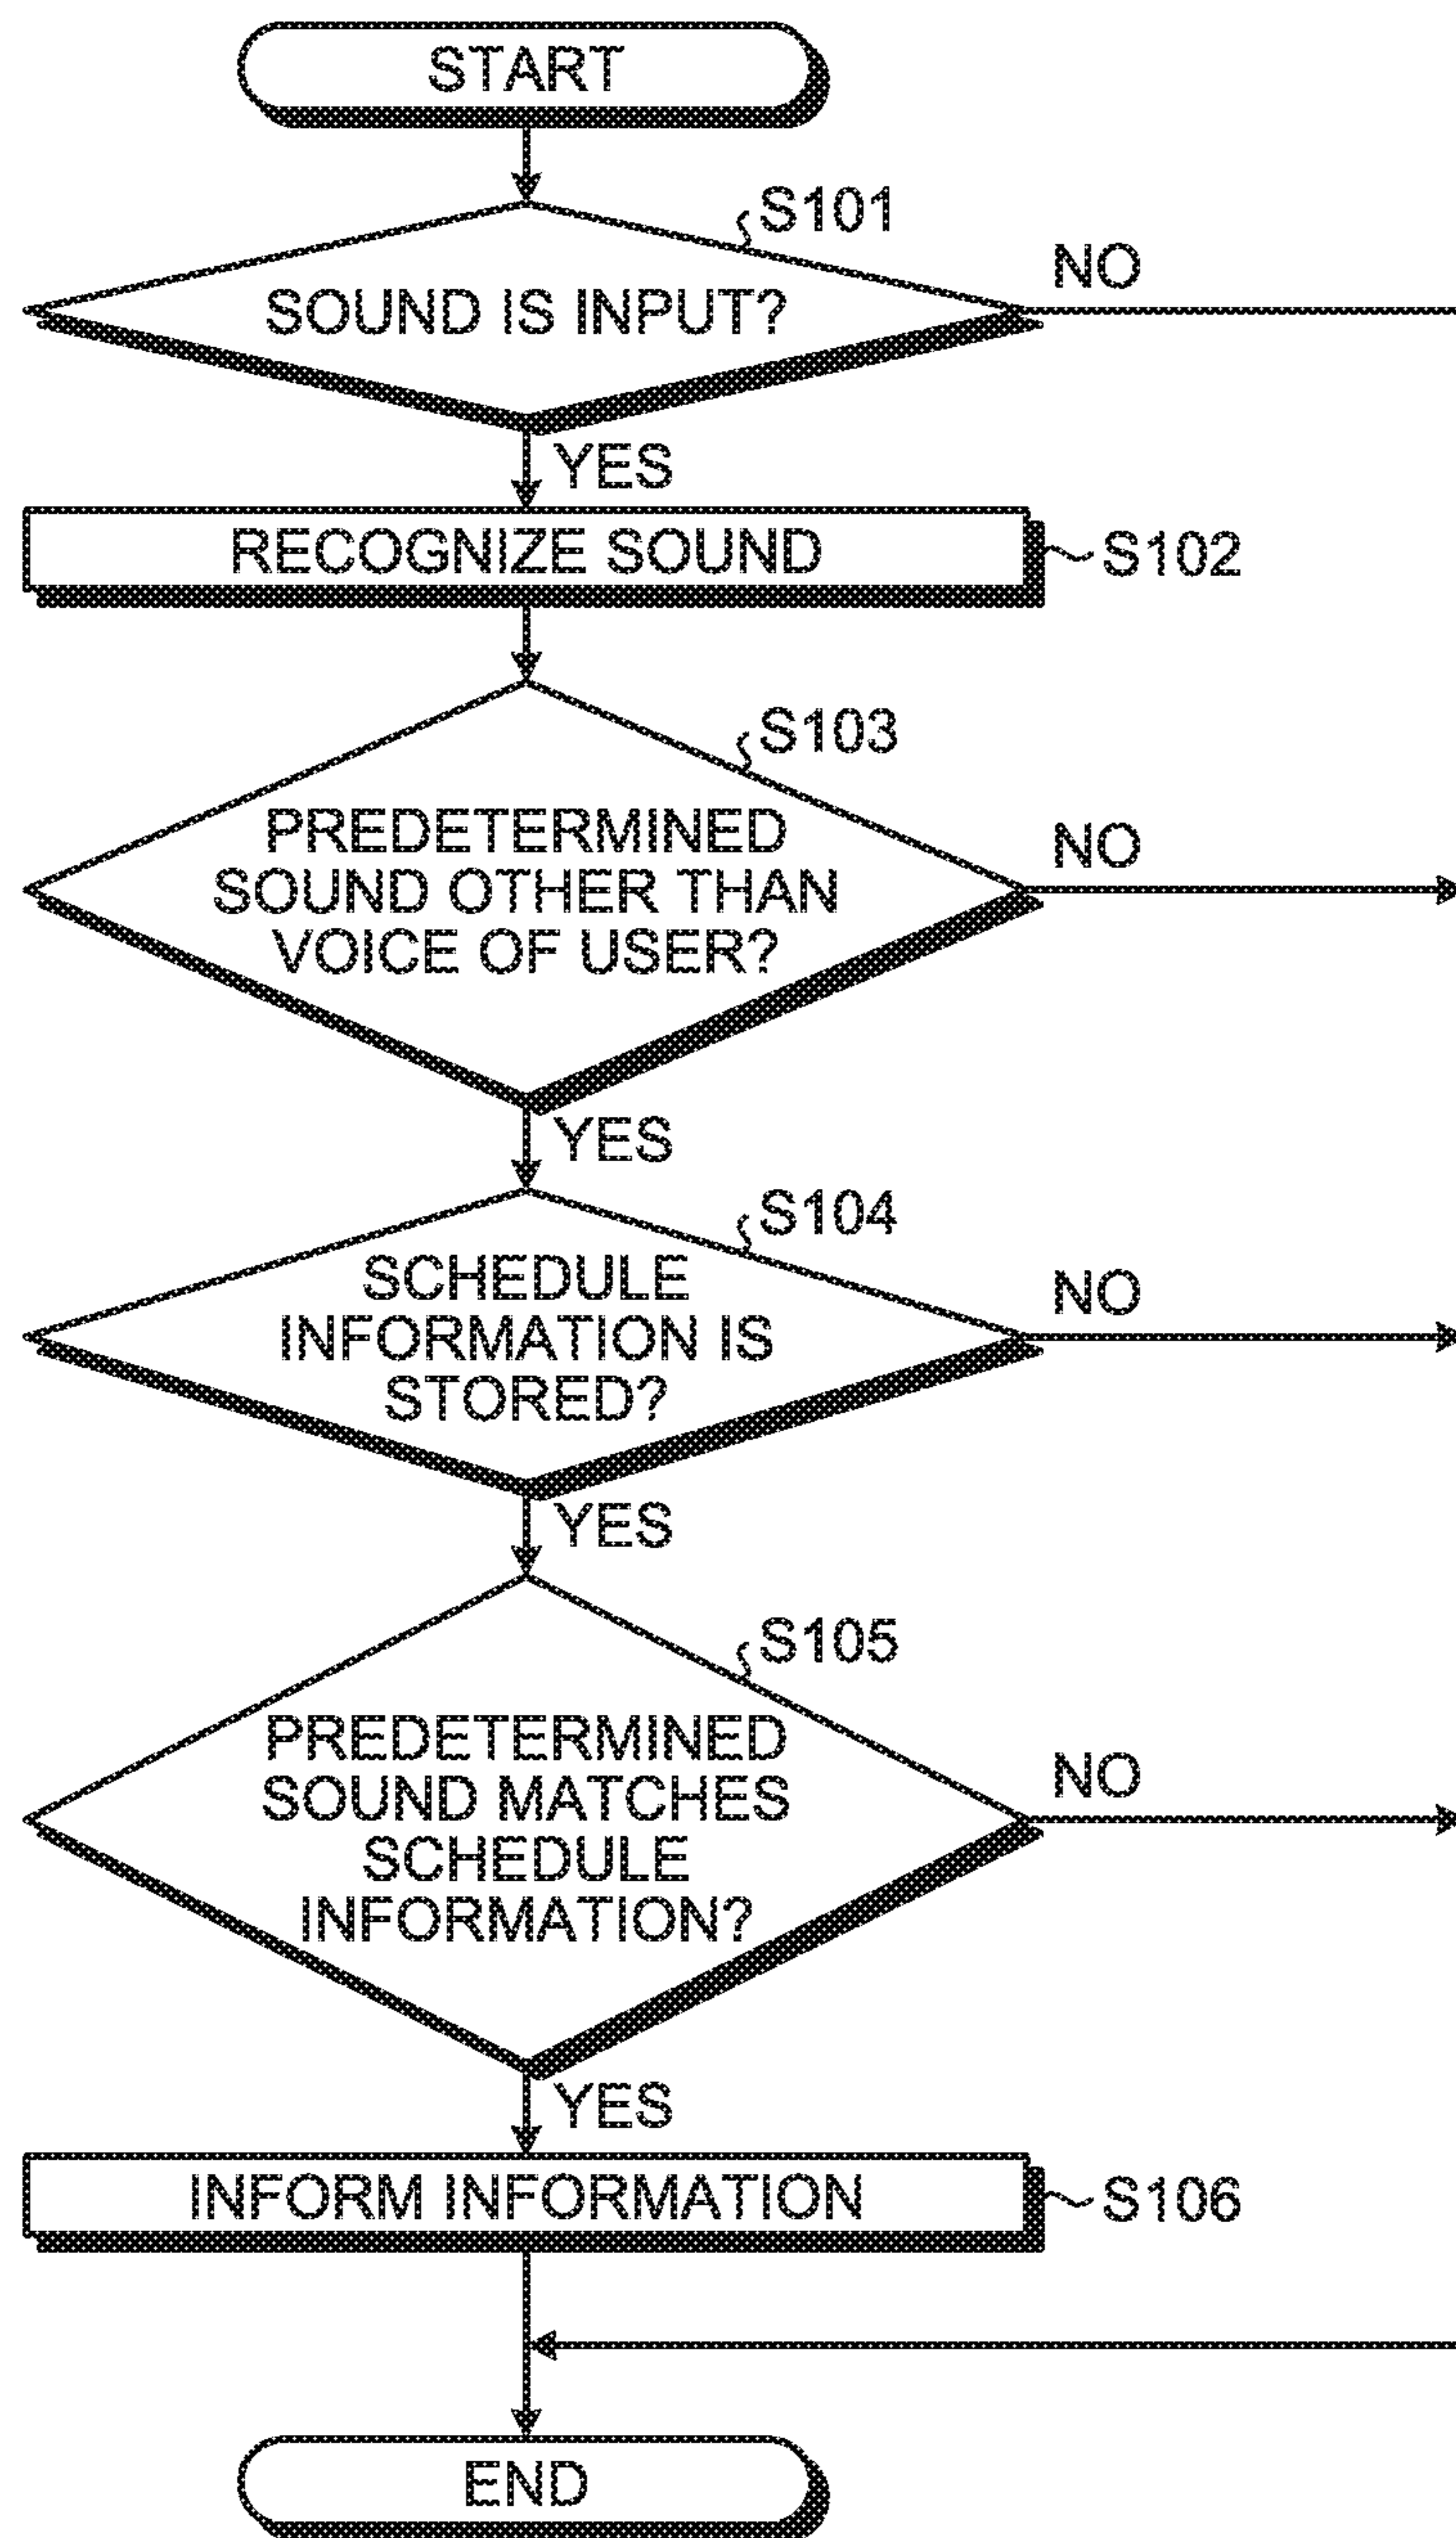 START
S101
NO
SOUND IS INPUT?
YES
RECOGNIZE SOUND
S102
S103
PREDETERMINED
NO
SOUND OTHER THAN
VOICE OF USER?
YES
S104
SCHEDULE
NO
INFORMATION IS
STORED?
YES
S105
PREDETERMINED
NO
SOUND MATCHES
SCHEDULE
INFORMATION?
YES
INFORM INFORMATION
S106
END